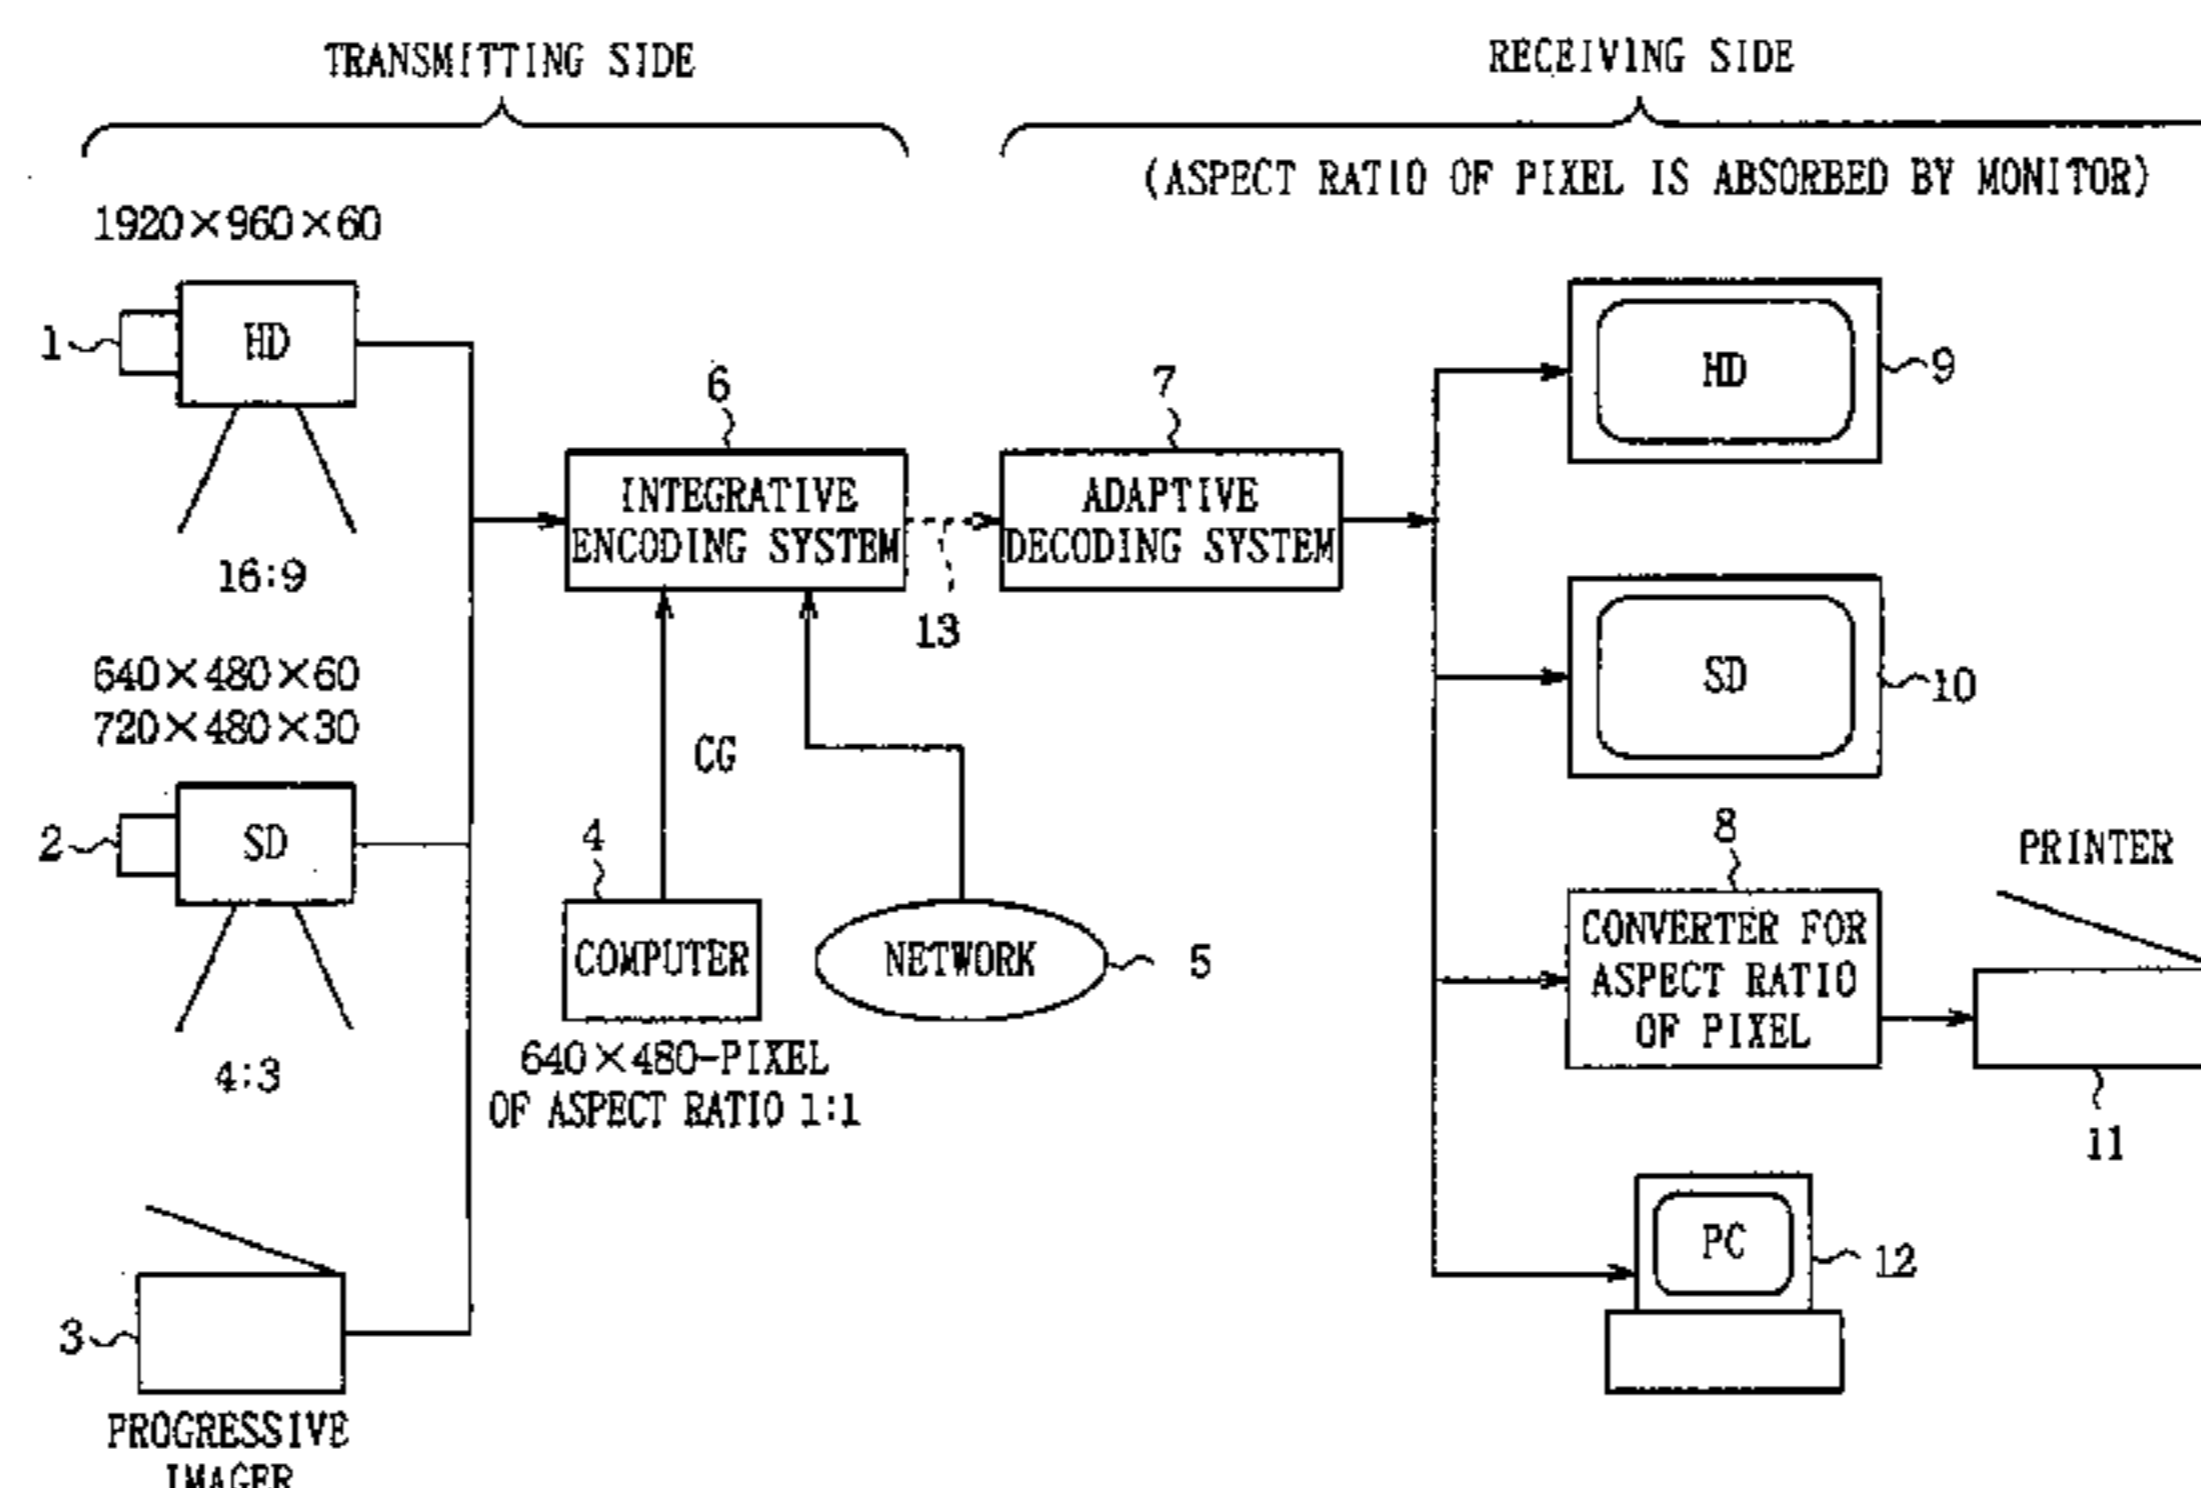 TRANSMITTING SIDE
RECEIVING SIDE
(ASPECT RATIO OF PIXEL IS ABSORBED BY MONITOR)
1920×960×60
1
HD
16:9
640×480×60
720×480×30
2
SD
4:3
3
PROGRESSIVE
IMAGER
6
INTEGRATIVE
ENCODING SYSTEM
13
CG
4
COMPUTER
640×480-PIXEL
OF ASPECT RATIO 1:1
NETWORK
5
7
ADAPTIVE
DECODING SYSTEM
HD
9
SD
10
8
CONVERTER FOR
ASPECT RATIO
OF PIXEL
PRINTER
11
PC
12